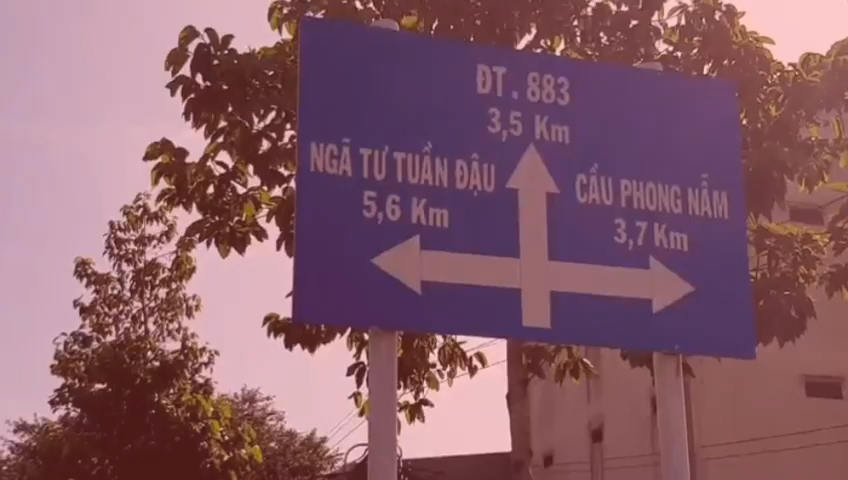 ĐT . 883
3,5 Km
NGÃ TƯ TUẦN ĐẬU
5,6 Km
CẦU PHONG NẪM
3,7 Km